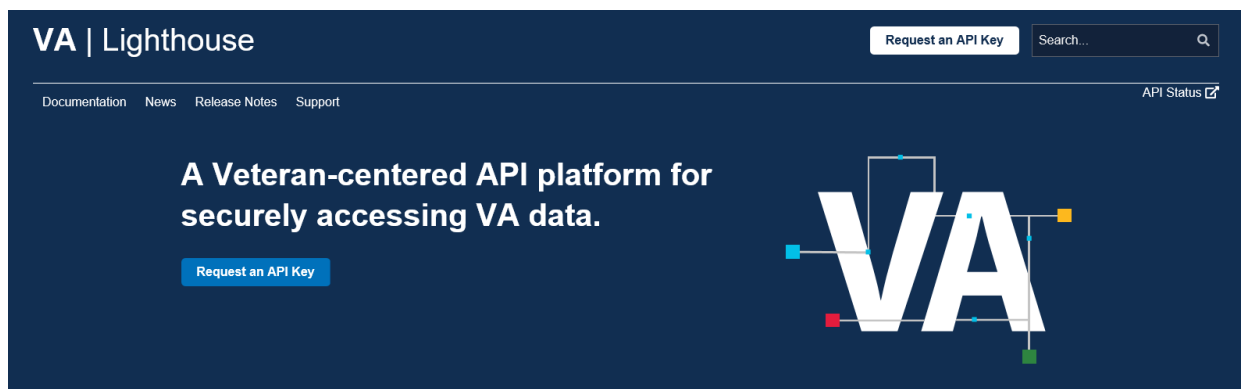 VA | Lighthouse
Request an API Key
Search...
Documentation News Release Notes Support
API Status
A Veteran-centered API platform for
securely accessing VA data.
Request an API Key
VA